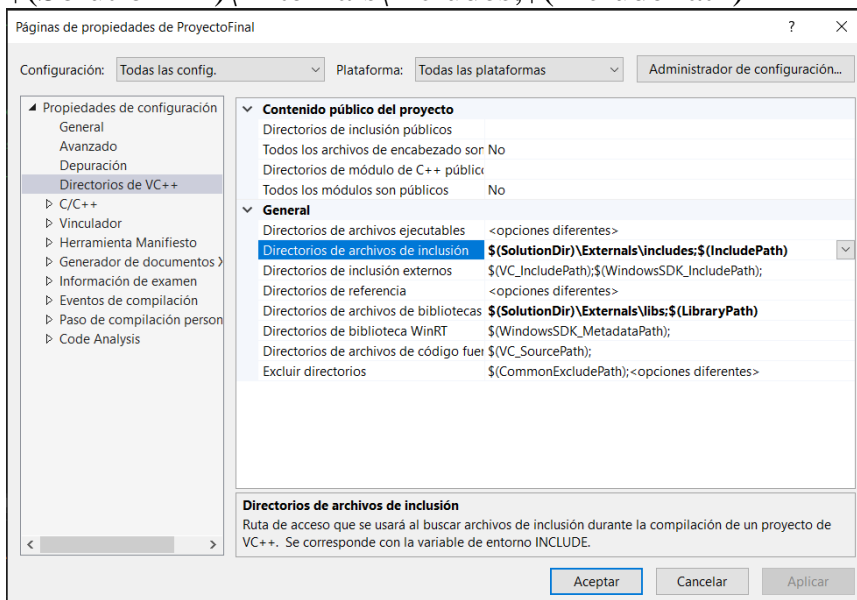 Páginas de propiedades de ProyectoFinal ? ×
Configuración: Todas las config. Plataforma: Todas las plataformas Administrador de configuración...
Propiedades de configuración
General
Avanzado
Depuración
Directorios de VC++
C/C++
Vinculador
Herramienta Manifiesto
Generador de documentos X
Información de examen
Eventos de compilación
Paso de compilación person
Code Analysis
Contenido público del proyecto
Directorios de inclusión públicos
Todos los archivos de encabezado son No
Directorios de módulo de C++ público
Todos los módulos son públicos No
General
Directorios de archivos ejecutables <opciones diferentes>
Directorios de archivos de inclusión $(SolutionDir)\Externals\includes;$(IncludePath)
Directorios de inclusión externos $(VC_IncludePath);$(WindowsSDK_IncludePath);
Directorios de referencia <opciones diferentes>
Directorios de archivos de bibliotecas $(SolutionDir)\Externals\libs;$(LibraryPath)
Directorios de biblioteca WinRT $(WindowsSDK_MetadataPath);
Directorios de archivos de código fuer $(VC_SourcePath);
Excluir directorios $(CommonExcludePath);<opciones diferentes>
Directorios de archivos de inclusión
Ruta de acceso que se usará al buscar archivos de inclusión durante la compilación de un proyecto de
VC++. Se corresponde con la variable de entorno INCLUDE.
Aceptar Cancelar Aplicar